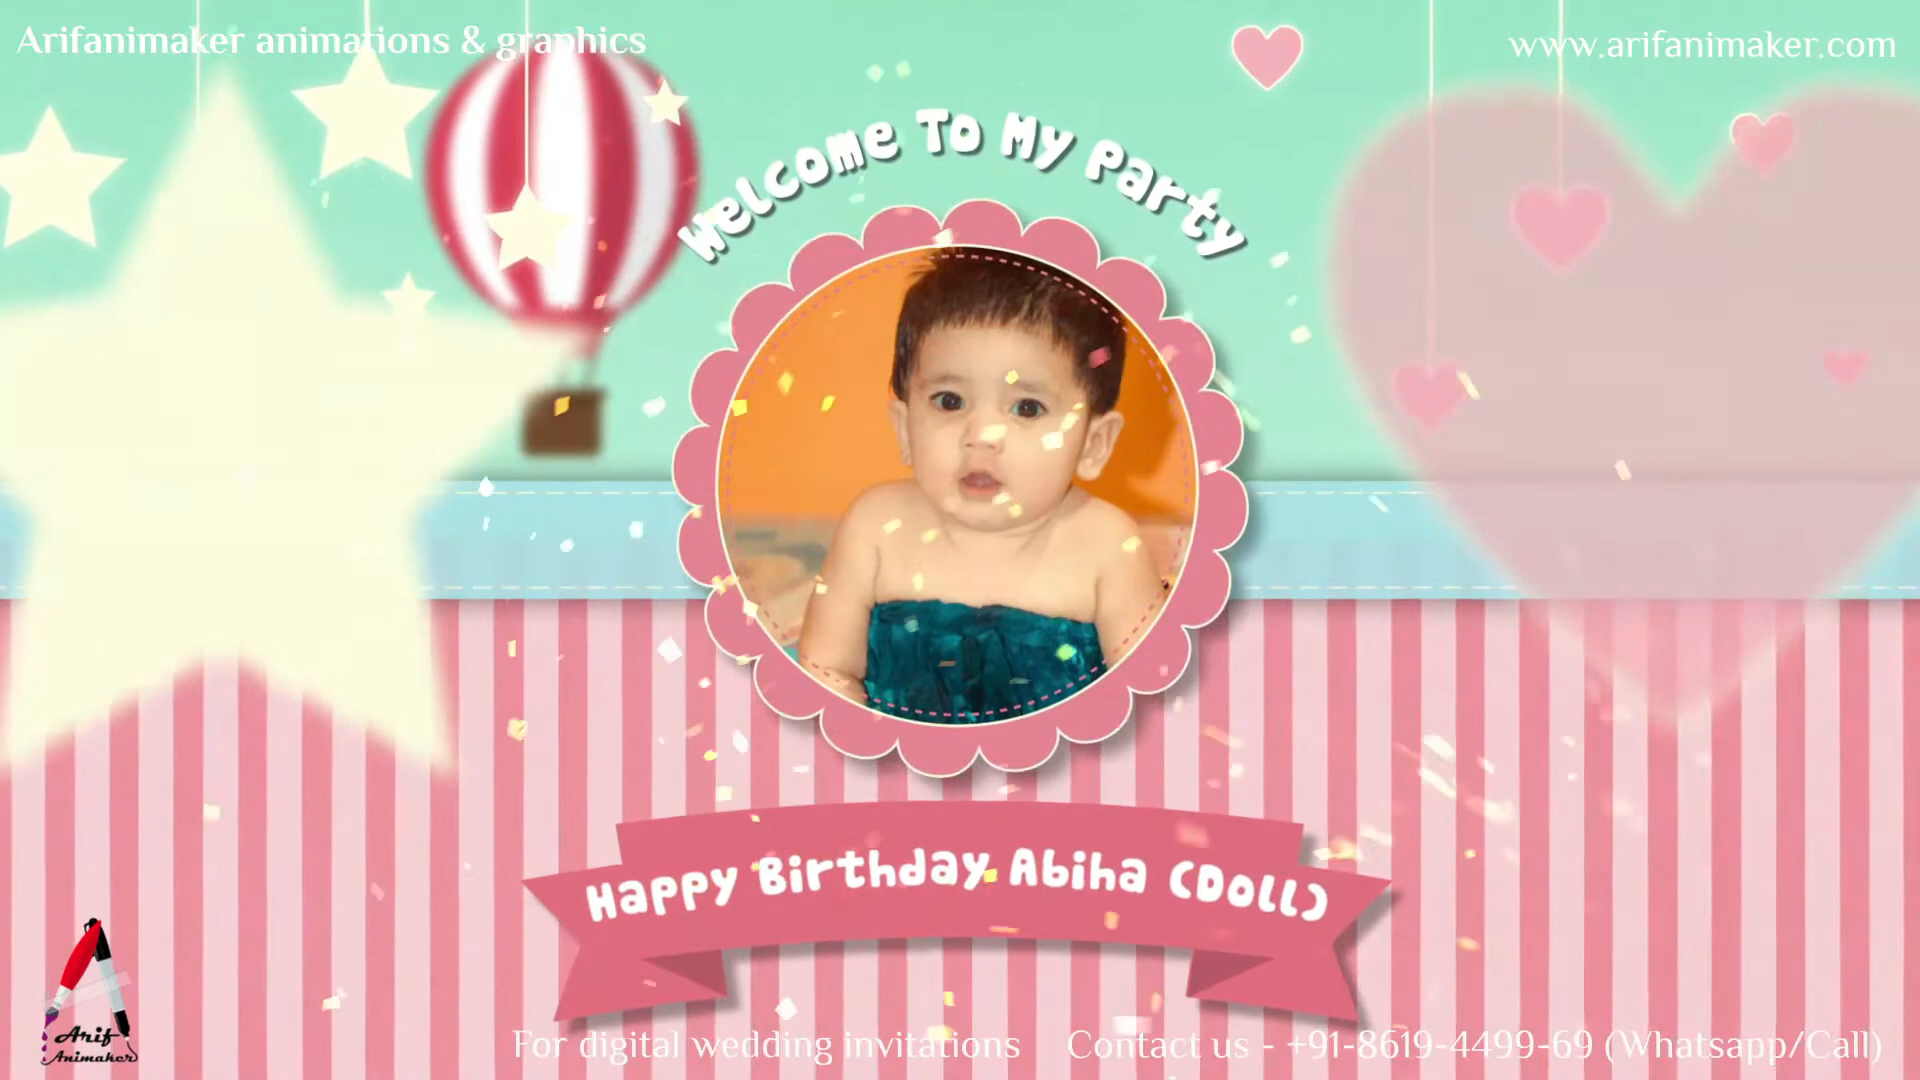 Arifanimaker animations & graphics
www.arifanimaker.com
Welcome To My Party
Happy Birthday Abiha (Doll)
Arif
Animaker
For digital wedding invitations Contact us - +91-8619-4499-69 (Whatsapp/Call)